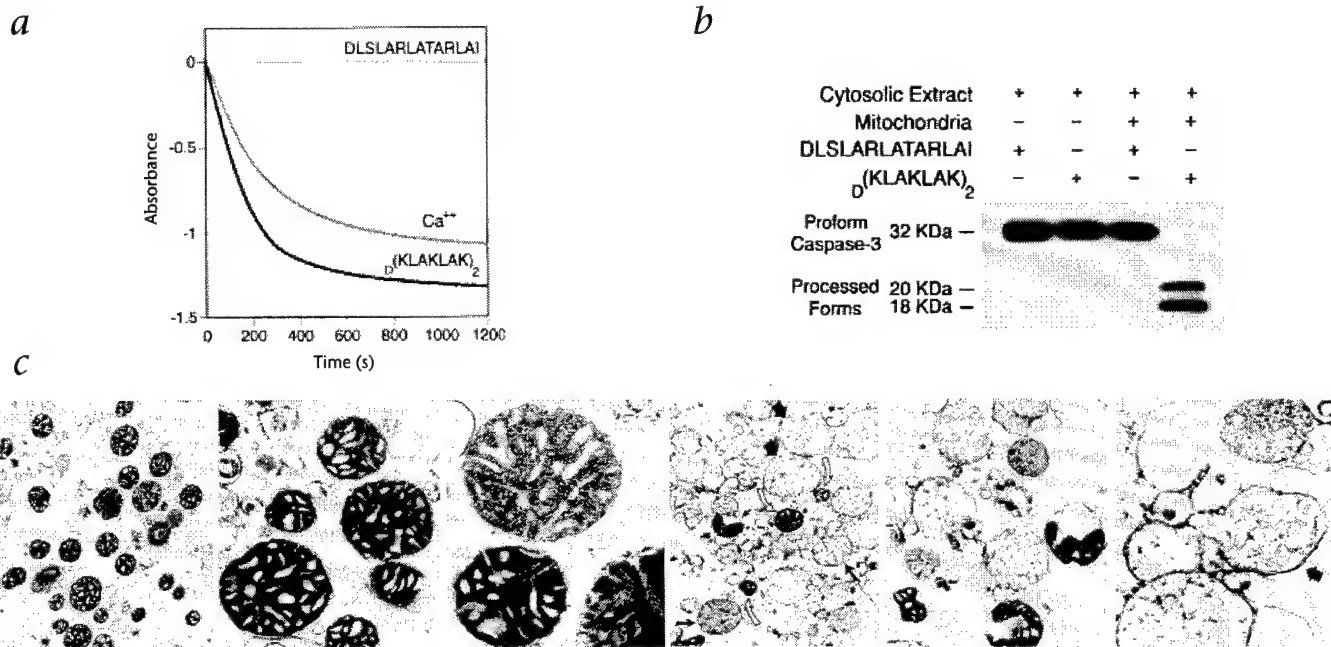 a
DLSLARLATARLAI
0
-0.5
-1
-1.5
Absorbance
Ca++
D(KLAKLAK)2
0 200 400 600 800 1000 1200
Time (s)
b
Cytosolic Extract + + + +
Mitochondria – – + +
DLSLARLATARLAI + – + –
D(KLAKLAK)2 – + – +
Proform Caspase-3 32 KDa –
Processed Forms 20 KDa –
18 KDa –
c